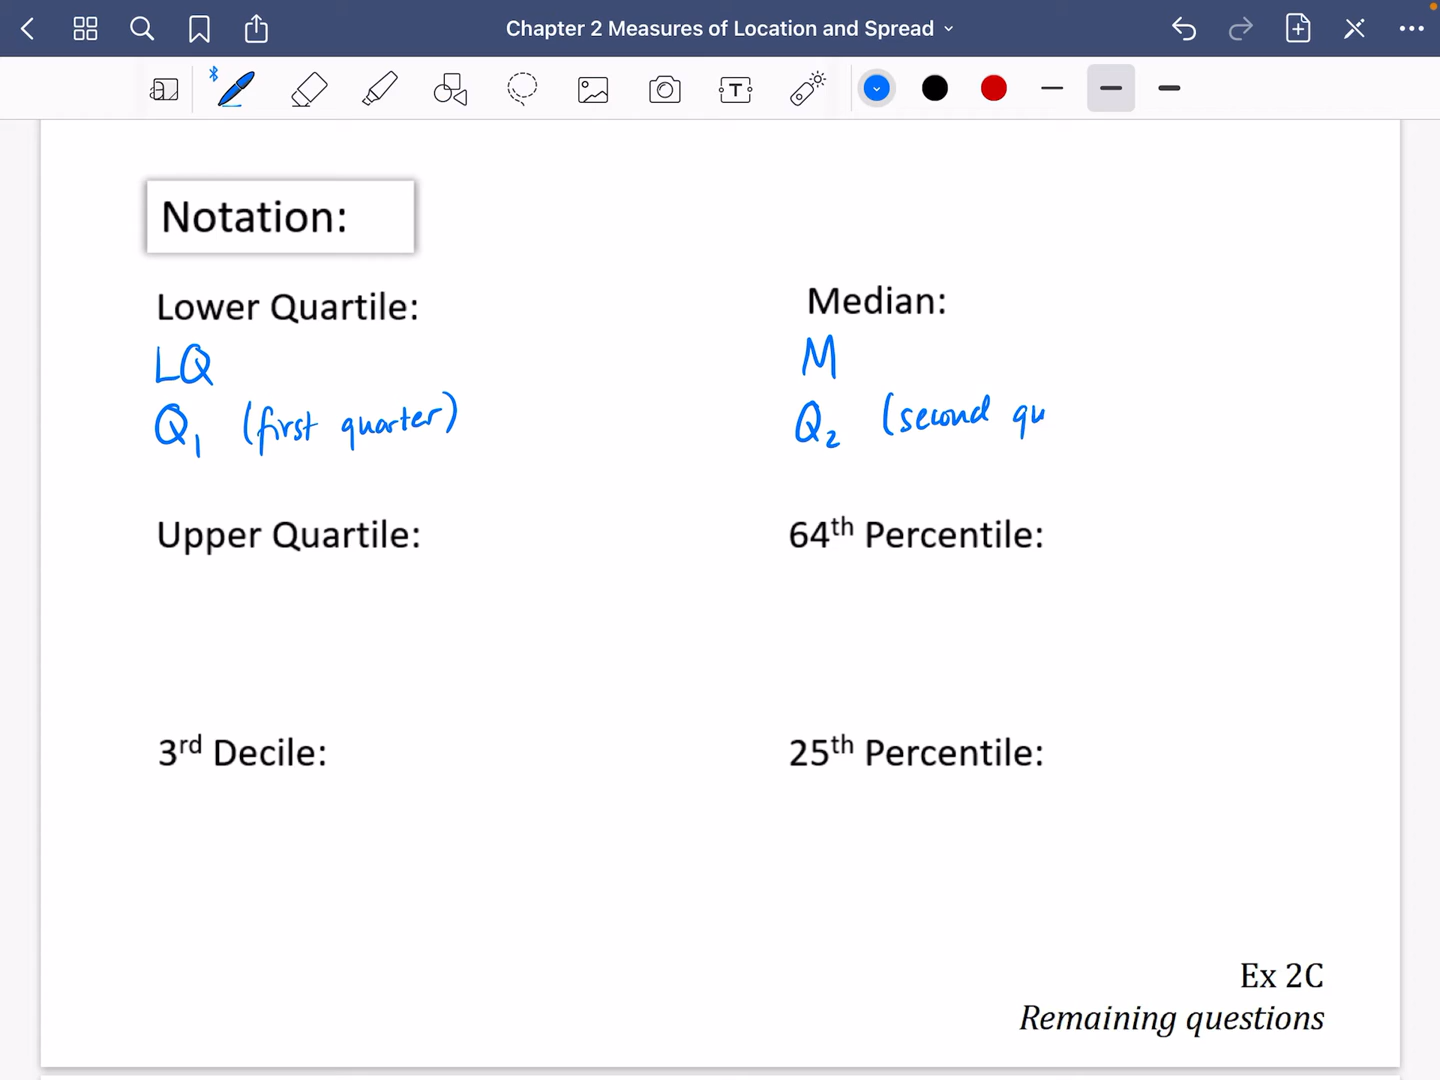 Chapter 2 Measures of Location and Spread
Notation:
Lower Quartile:
LQ
Q₁ (first quarter)
Median:
M
Q₂ (second qu
Upper Quartile:
64th Percentile:
3rd Decile:
25th Percentile:
Ex 2C
Remaining questions